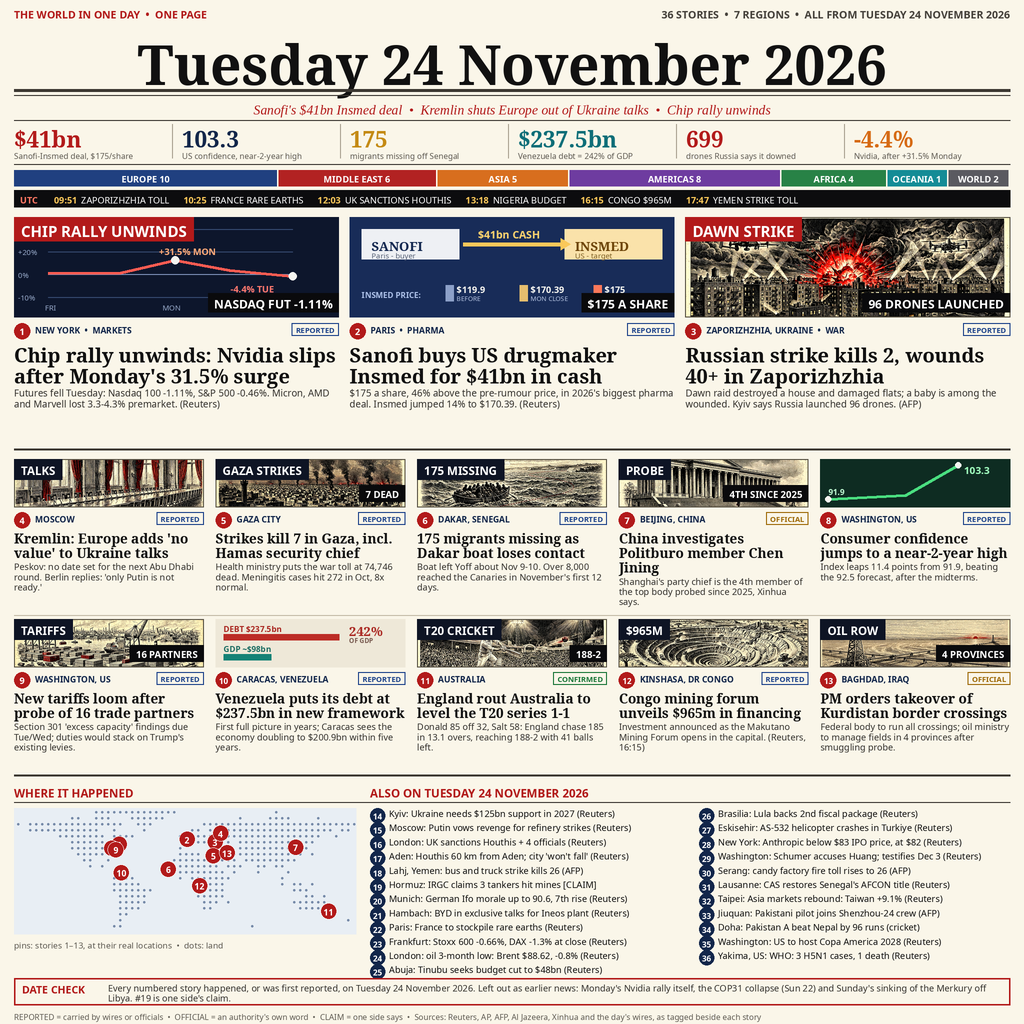 THE WORLD IN ONE DAY • ONE PAGE
36 STORIES • 7 REGIONS • ALL FROM TUESDAY 24 NOVEMBER 2026
Tuesday 24 November 2026
Sanofi's $41bn Insmed deal • Kremlin shuts Europe out of Ukraine talks • Chip rally unwinds
$41bn
Sanofi-Insmed deal, $175/share
103.3
US confidence, near-2-year high
175
migrants missing off Senegal
$237.5bn
Venezuela debt = 242% of GDP
699
drones Russia says it downed
-4.4%
Nvidia, after +31.5% Monday
EUROPE 10
MIDDLE EAST 6
ASIA 5
AMERICAS 8
AFRICA 4
OCEANIA 1
WORLD 2
UTC 09:51 ZAPORIZHZHIA TOLL 10:25 FRANCE RARE EARTHS 12:03 UK SANCTIONS HOUTHIS 13:18 NIGERIA BUDGET 16:15 CONGO $965M 17:47 YEMEN STRIKE TOLL
CHIP RALLY UNWINDS
+20%
0%
-10%
+31.5% MON
-4.4% TUE
FRI
MON
NASDAQ FUT -1.11%
1 NEW YORK • MARKETS
REPORTED
Chip rally unwinds: Nvidia slips
after Monday's 31.5% surge
Futures fell Tuesday: Nasdaq 100 -1.11%, S&P 500 -0.46%. Micron, AMD
and Marvell lost 3.3-4.3% premarket. (Reuters)
SANOFI
Paris - buyer
$41bn CASH
INSMED
US - target
INSMED PRICE:
$119.9
BEFORE
$170.39
MON CLOSE
$175
$175 A SHARE
2 PARIS • PHARMA
REPORTED
Sanofi buys US drugmaker
Insmed for $41bn in cash
$175 a share, 46% above the pre-rumour price, in 2026's biggest pharma
deal. Insmed jumped 14% to $170.39. (Reuters)
DAWN STRIKE
96 DRONES LAUNCHED
3 ZAPORIZHZHIA, UKRAINE • WAR
REPORTED
Russian strike kills 2, wounds
40+ in Zaporizhzhia
Dawn raid destroyed a house and damaged flats; a baby is among the
wounded. Kyiv says Russia launched 96 drones. (AFP)
TALKS
4 MOSCOW
REPORTED
Kremlin: Europe adds 'no
value' to Ukraine talks
Peskov: no date set for the next Abu Dhabi
round. Berlin replies: 'only Putin is not
ready.'
GAZA STRIKES
7 DEAD
5 GAZA CITY
REPORTED
Strikes kill 7 in Gaza, incl.
Hamas security chief
Health ministry puts the war toll at 74,746
dead. Meningitis cases hit 272 in Oct, 8x
normal.
175 MISSING
6 DAKAR, SENEGAL
REPORTED
175 migrants missing as
Dakar boat loses contact
Boat left Yoff about Nov 9-10. Over 8,000
reached the Canaries in November's first 12
days.
PROBE
4TH SINCE 2025
7 BEIJING, CHINA
OFFICIAL
China investigates
Politburo member Chen
Jining
Shanghai's party chief is the 4th member of
the top body probed since 2025, Xinhua
says.
91.9
103.3
8 WASHINGTON, US
REPORTED
Consumer confidence
jumps to a near-2-year high
Index leaps 11.4 points from 91.9, beating
the 92.5 forecast, after the midterms.
TARIFFS
16 PARTNERS
9 WASHINGTON, US
REPORTED
New tariffs loom after
probe of 16 trade partners
Section 301 'excess capacity' findings due
Tue/Wed; duties would stack on Trump's
existing levies.
DEBT $237.5bn
GDP ~$98bn
242%
OF GDP
10 CARACAS, VENEZUELA
REPORTED
Venezuela puts its debt at
$237.5bn in new framework
First full picture in years; Caracas sees the
economy doubling to $200.9bn within five
years.
T20 CRICKET
188-2
11 AUSTRALIA
CONFIRMED
England rout Australia to
level the T20 series 1-1
Donald 85 off 32, Salt 58: England chase 185
in 13.1 overs, reaching 188-2 with 41 balls
left.
$965M
12 KINSHASA, DR CONGO
REPORTED
Congo mining forum
unveils $965m in financing
Investment announced as the Makutano
Mining Forum opens in the capital. (Reuters,
16:15)
OIL ROW
4 PROVINCES
13 BAGHDAD, IRAQ
OFFICIAL
PM orders takeover of
Kurdistan border crossings
Federal body to run all crossings; oil ministry
to manage fields in 4 provinces after
smuggling probe.
WHERE IT HAPPENED
2
4
3
9
5
13
7
10
6
12
11
pins: stories 1–13, at their real locations • dots: land
ALSO ON TUESDAY 24 NOVEMBER 2026
14 Kyiv: Ukraine needs $125bn support in 2027 (Reuters)
15 Moscow: Putin vows revenge for refinery strikes (Reuters)
16 London: UK sanctions Houthis + 4 officials (Reuters)
17 Aden: Houthis 60 km from Aden; city 'won't fall' (Reuters)
18 Lahj, Yemen: bus and truck strike kills 26 (AFP)
19 Hormuz: IRGC claims 3 tankers hit mines [CLAIM]
20 Munich: German Ifo morale up to 90.6, 7th rise (Reuters)
21 Hambach: BYD in exclusive talks for Ineos plant (Reuters)
22 Paris: France to stockpile rare earths (Reuters)
23 Frankfurt: Stoxx 600 -0.66%, DAX -1.3% at close (Reuters)
24 London: oil 3-month low: Brent $88.62, -0.8% (Reuters)
25 Abuja: Tinubu seeks budget cut to $48bn (Reuters)
26 Brasilia: Lula backs 2nd fiscal package (Reuters)
27 Eskisehir: AS-532 helicopter crashes in Turkiye (Reuters)
28 New York: Anthropic below $83 IPO price, at $82 (Reuters)
29 Washington: Schumer accuses Huang; testifies Dec 3 (Reuters)
30 Serang: candy factory fire toll rises to 26 (AFP)
31 Lausanne: CAS restores Senegal's AFCON title (Reuters)
32 Taipei: Asia markets rebound: Taiwan +9.1% (Reuters)
33 Jiuquan: Pakistani pilot joins Shenzhou-24 crew (AFP)
34 Doha: Pakistan A beat Nepal by 96 runs (cricket)
35 Washington: US to host Copa America 2028 (Reuters)
36 Yakima, US: WHO: 3 H5N1 cases, 1 death (Reuters)
DATE CHECK
Every numbered story happened, or was first reported, on Tuesday 24 November 2026. Left out as earlier news: Monday's Nvidia rally itself, the COP31 collapse (Sun 22) and Sunday's sinking of the Merkury off
Libya. #19 is one side's claim.
REPORTED = carried by wires or officials • OFFICIAL = an authority's own word • CLAIM = one side says • Sources: Reuters, AP, AFP, Al Jazeera, Xinhua and the day's wires, as tagged beside each story